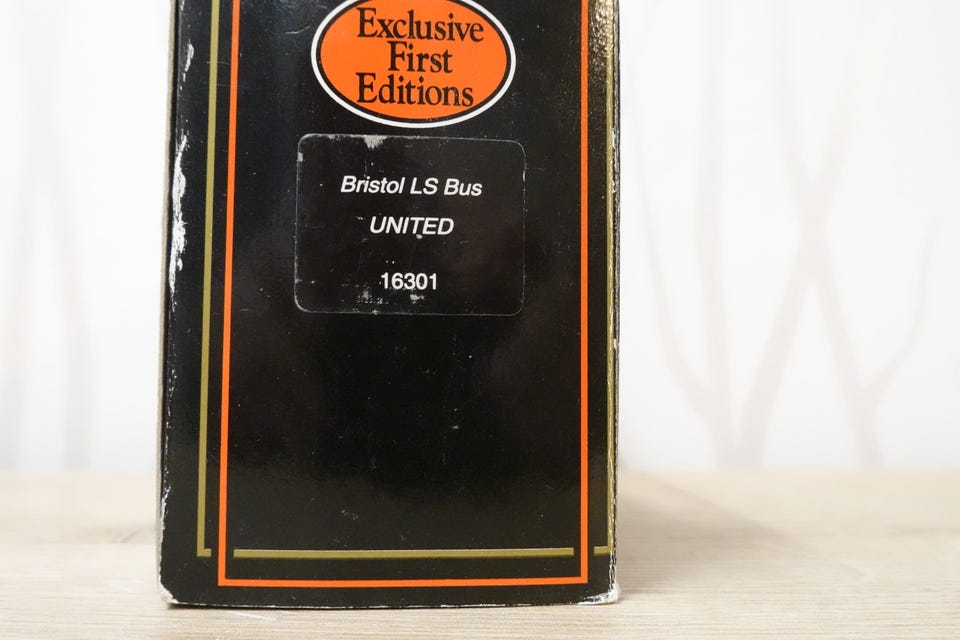 Exclusive
First
Editions
Bristol LS Bus
UNITED
16301